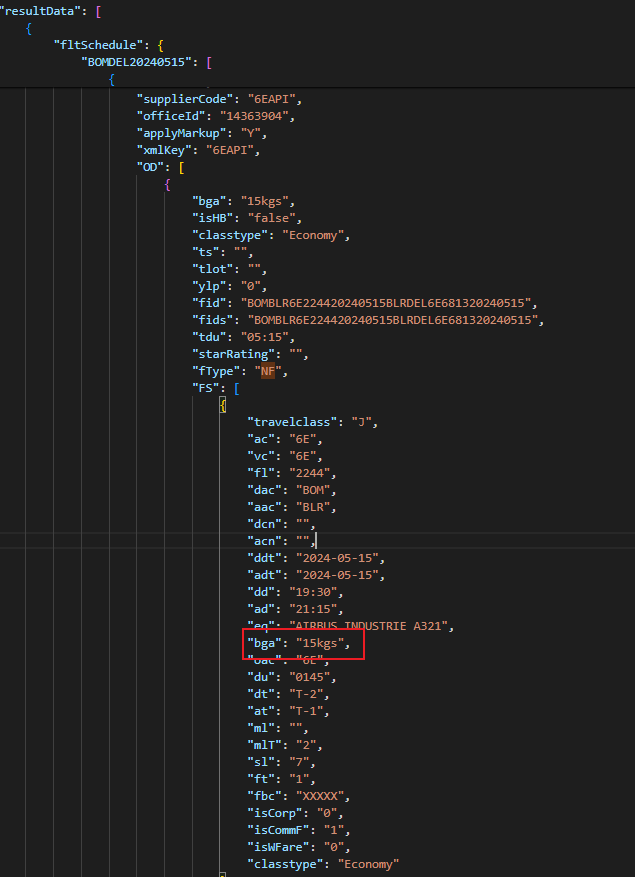 "resultData": [
{
"fltSchedule": {
"BOMDEL20240515": [
{
"supplierCode": "6EAPI",
"officeId": "14363904",
"applyMarkup": "Y",
"xmlKey": "6EAPI",
"OD": [
{
"bga": "15kgs",
"isHB": "false",
"classtype": "Economy",
"ts": "",
"tlot": "",
"ylp": "0",
"fid": "BOMBLR6E224420240515BLRDEL6E681320240515",
"fids": "BOMBLR6E224420240515BLRDEL6E681320240515",
"tdu": "05:15",
"starRating": "",
"fType": "NF",
"FS": [
{
"travelclass": "J",
"ac": "6E",
"vc": "6E",
"fl": "2244",
"dac": "BOM",
"aac": "BLR",
"dcn": "",
"acn": "",
"ddt": "2024-05-15",
"adt": "2024-05-15",
"dd": "19:30",
"ad": "21:15",
"eq": "AIRBUS INDUSTRIE A321",
"bga": "15kgs",
"oac": "6E",
"du": "0145",
"dt": "T-2",
"at": "T-1",
"ml": "",
"mlT": "2",
"sl": "7",
"ft": "1",
"fbc": "XXXXX",
"isCorp": "0",
"isCommF": "1",
"isWFare": "0",
"classtype": "Economy"